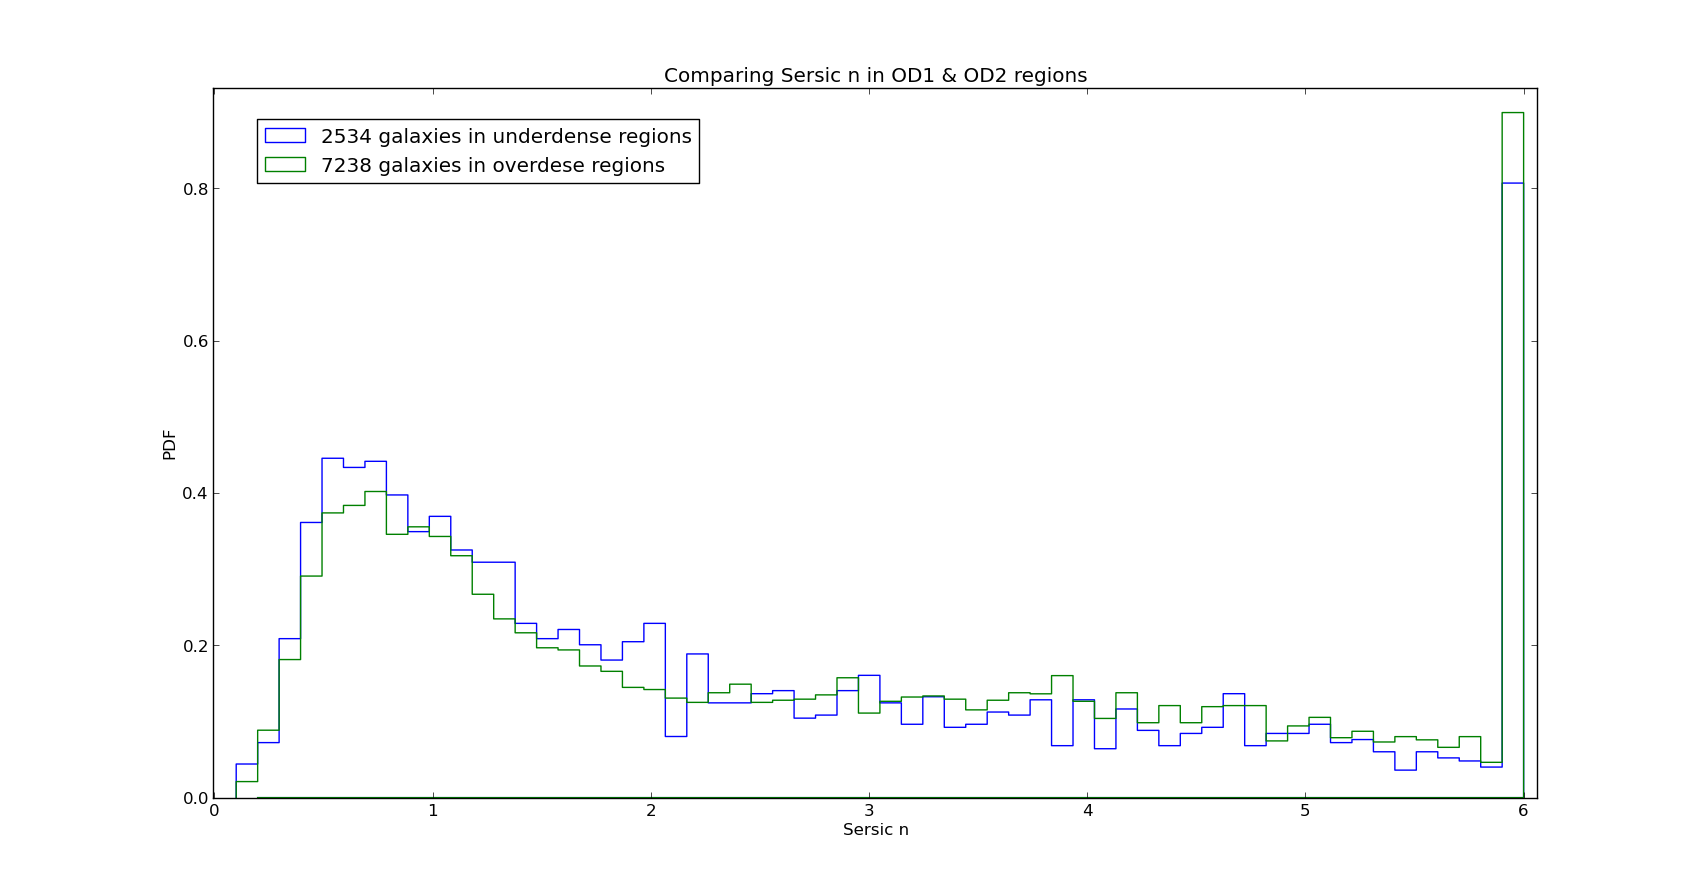 Comparing Sersic n in OD1 & OD2 regions
2534 galaxies in underdense regions
7238 galaxies in overdese regions
0.8
0.6
0.4
0.2
0.0
PDF
0 1 2 3 4 5 6
Sersic n